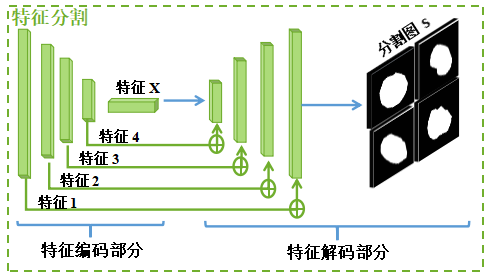 特征分割
分割图 S
特征 X
特征 4
特征 3
特征 2
特征 1
特征编码部分
特征解码部分